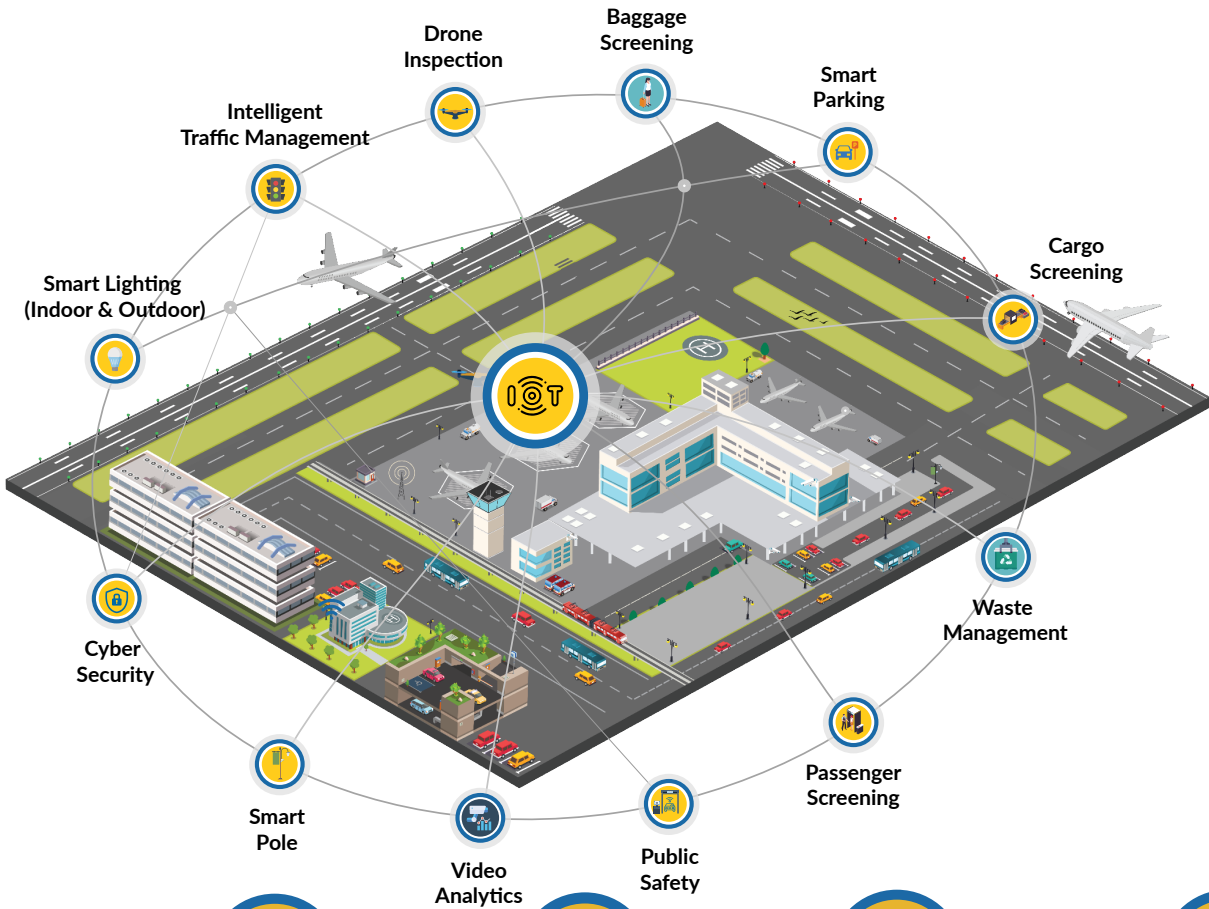 Baggage
Screening
Drone
Inspection
Smart
Parking
Intelligent
Traffic Management
Cargo
Screening
Smart Lighting
(Indoor & Outdoor)
IOT
H
H
Waste
Management
Cyber
Security
Passenger
Screening
Smart
Pole
Public
Safety
Video
Analytics